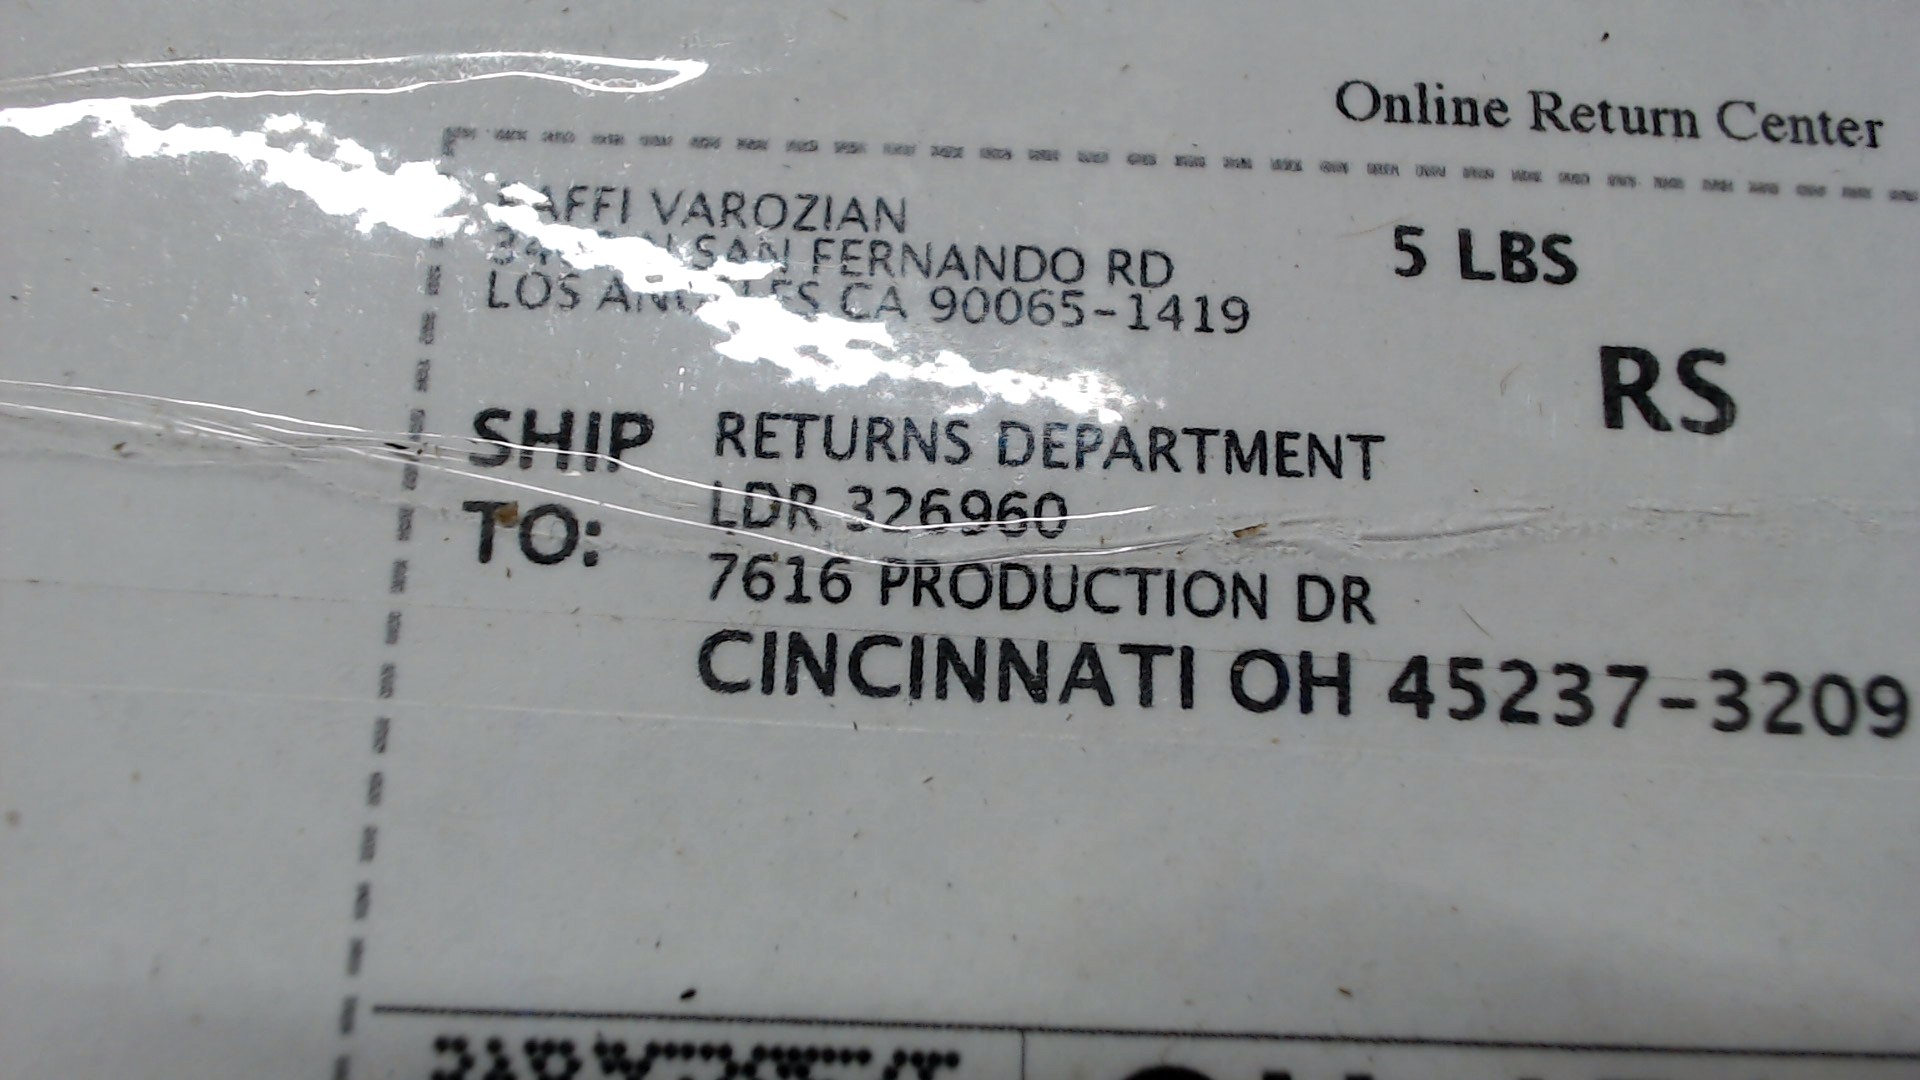 Online Return Center
VAROZIAN
SAN FERNANDO RD
LOS ANGELES CA 90065-1419
5 LBS
RS
SHIP TO:
RETURNS DEPARTMENT
LDR 326960
7616 PRODUCTION DR
CINCINNATI OH 45237-3209